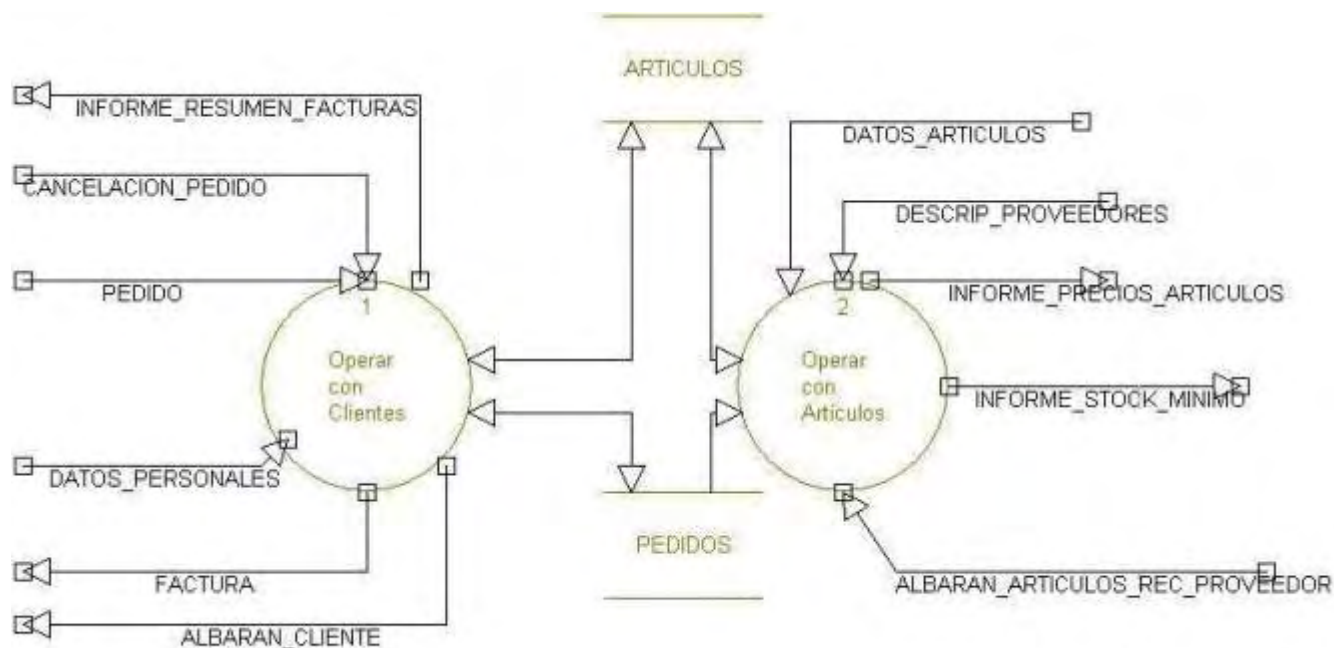 ARTICULOS
INFORME_RESUMEN_FACTURAS
DATOS_ARTICULOS
CANCELACION_PEDIDO
DESCRIP_PROVEEDORES
PEDIDO
INFORME_PRECIOS_ARTICULOS
1
Operar
con
Clientes
2
Operar
con
Artículos
INFORME_STOCK_MINIMO
DATOS_PERSONALES
PEDIDOS
FACTURA
ALBARAN_ARTICULOS_REC_PROVEEDOR
ALBARAN_CLIENTE